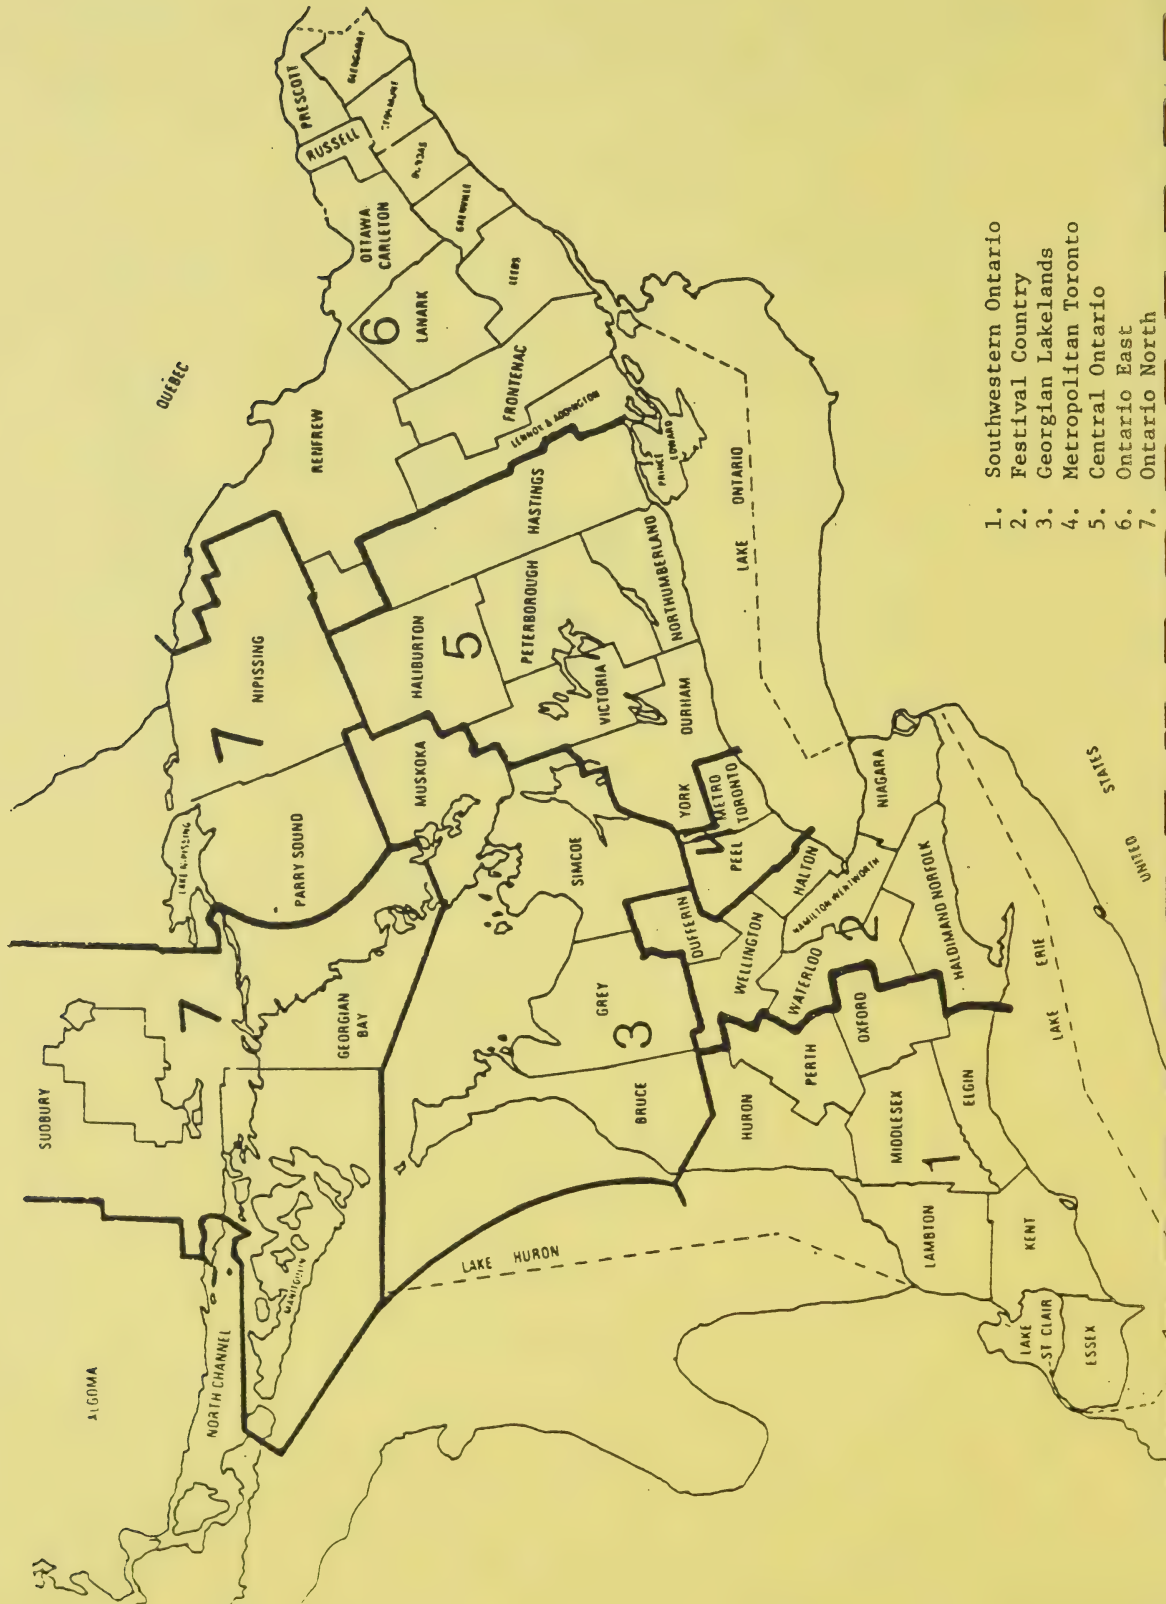 ALGOMA
SUDBURY
7
NORTH CHANNEL
MANITOULIN
GEORGIAN
BAY
LAKE NIPISSING
PARRY SOUND
7
NIPISSING
QUÉBEC
RENFREW
MUSKOKA
HALIBURTON
5
6
LANARK
OTTAWA
CARLETON
RUSSELL
PRESCOTT
GLENGARRY
STORMONT
DUNDAS
GRENVILLE
LEEDS
FRONTENAC
LENNOX & ADDINGTON
HASTINGS
PETERBOROUGH
VICTORIA
NORTHUMBERLAND
PRINCE
EDWARD
DURHAM
SIMCOE
YORK
METRO
TORONTO
4
PEEL
LAKE ONTARIO
LAKE HURON
BRUCE
GREY
3
DUFFERIN
WELLINGTON
HALTON
HAMILTON WENTWORTH
WATERLOO
2
NIAGARA
HALDIMAND NORFOLK
HURON
PERTH
OXFORD
MIDDLESEX
1
ELGIN
LAMBTON
KENT
LAKE
ST CLAIR
ESSEX
LAKE ERIE
UNITED STATES
1. Southwestern Ontario
2. Festival Country
3. Georgian Lakelands
4. Metropolitan Toronto
5. Central Ontario
6. Ontario East
7. Ontario North